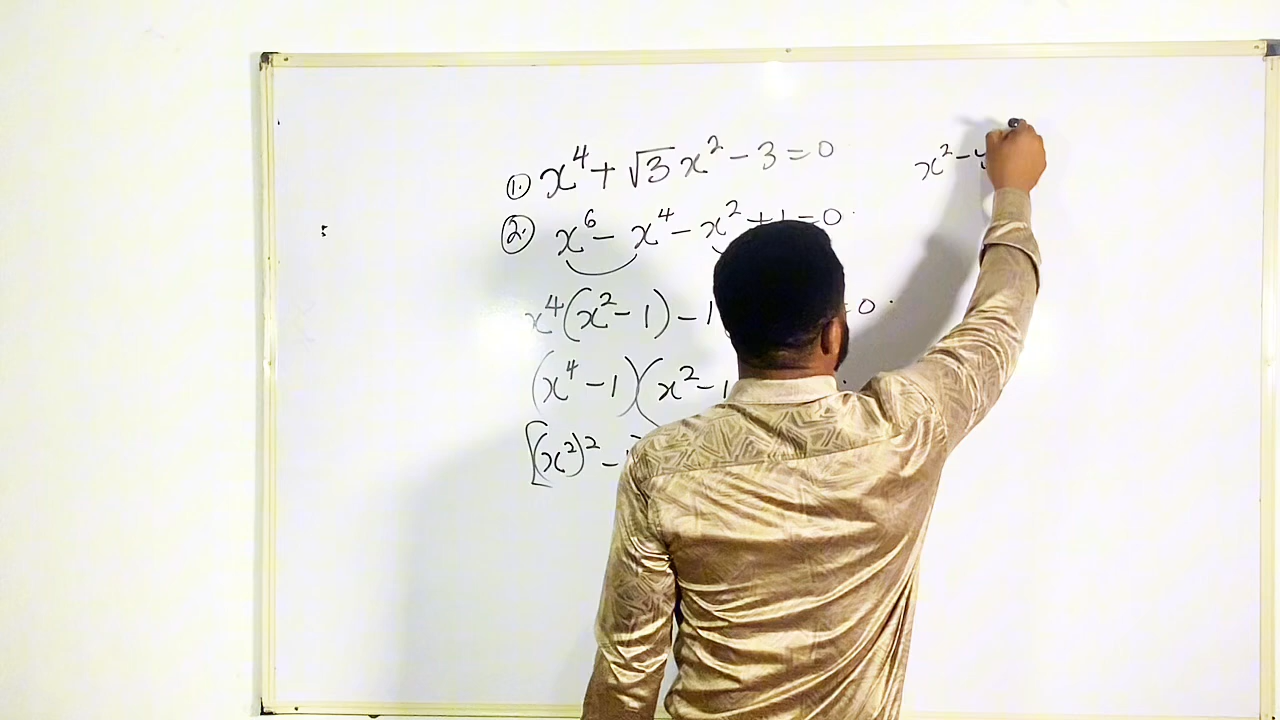 1. x⁴ + √3 x² - 3 = 0
2. x⁶ - x⁴ - x² + 1 = 0
x⁴(x² - 1) - 1 = 0
(x⁴ - 1)(x² - 1
[(x²)² -
x² - y